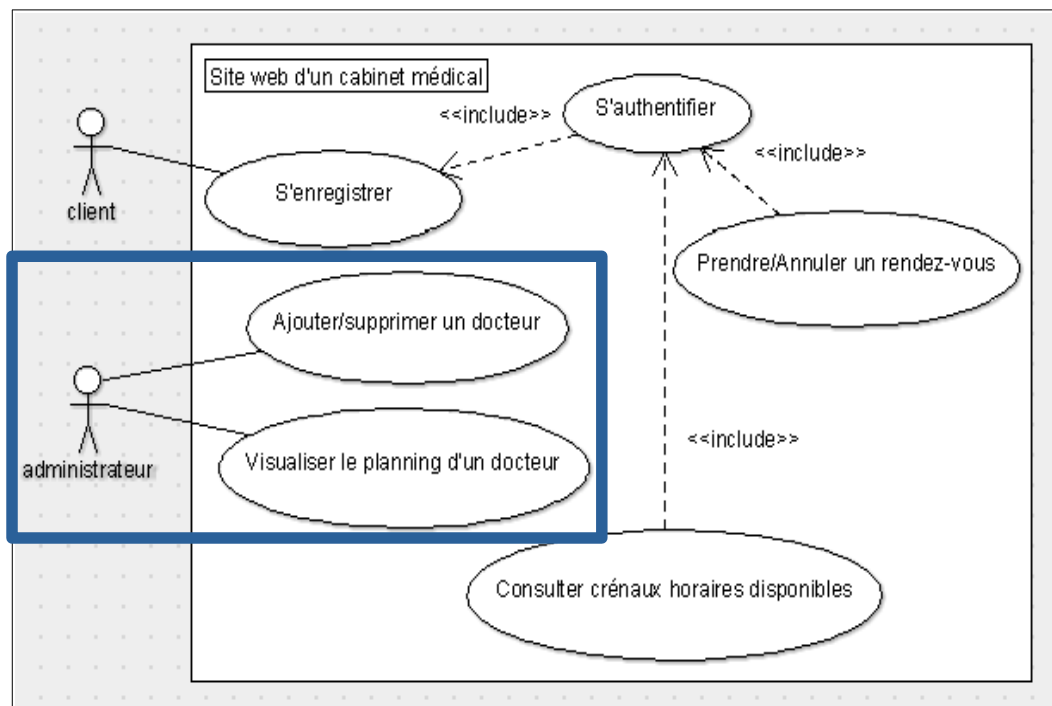 Site web d'un cabinet médical
S'authentifier
<<include>>
<<include>>
S'enregistrer
client
Prendre/Annuler un rendez-vous
Ajouter/supprimer un docteur
<<include>>
Visualiser le planning d'un docteur
administrateur
Consulter crénaux horaires disponibles